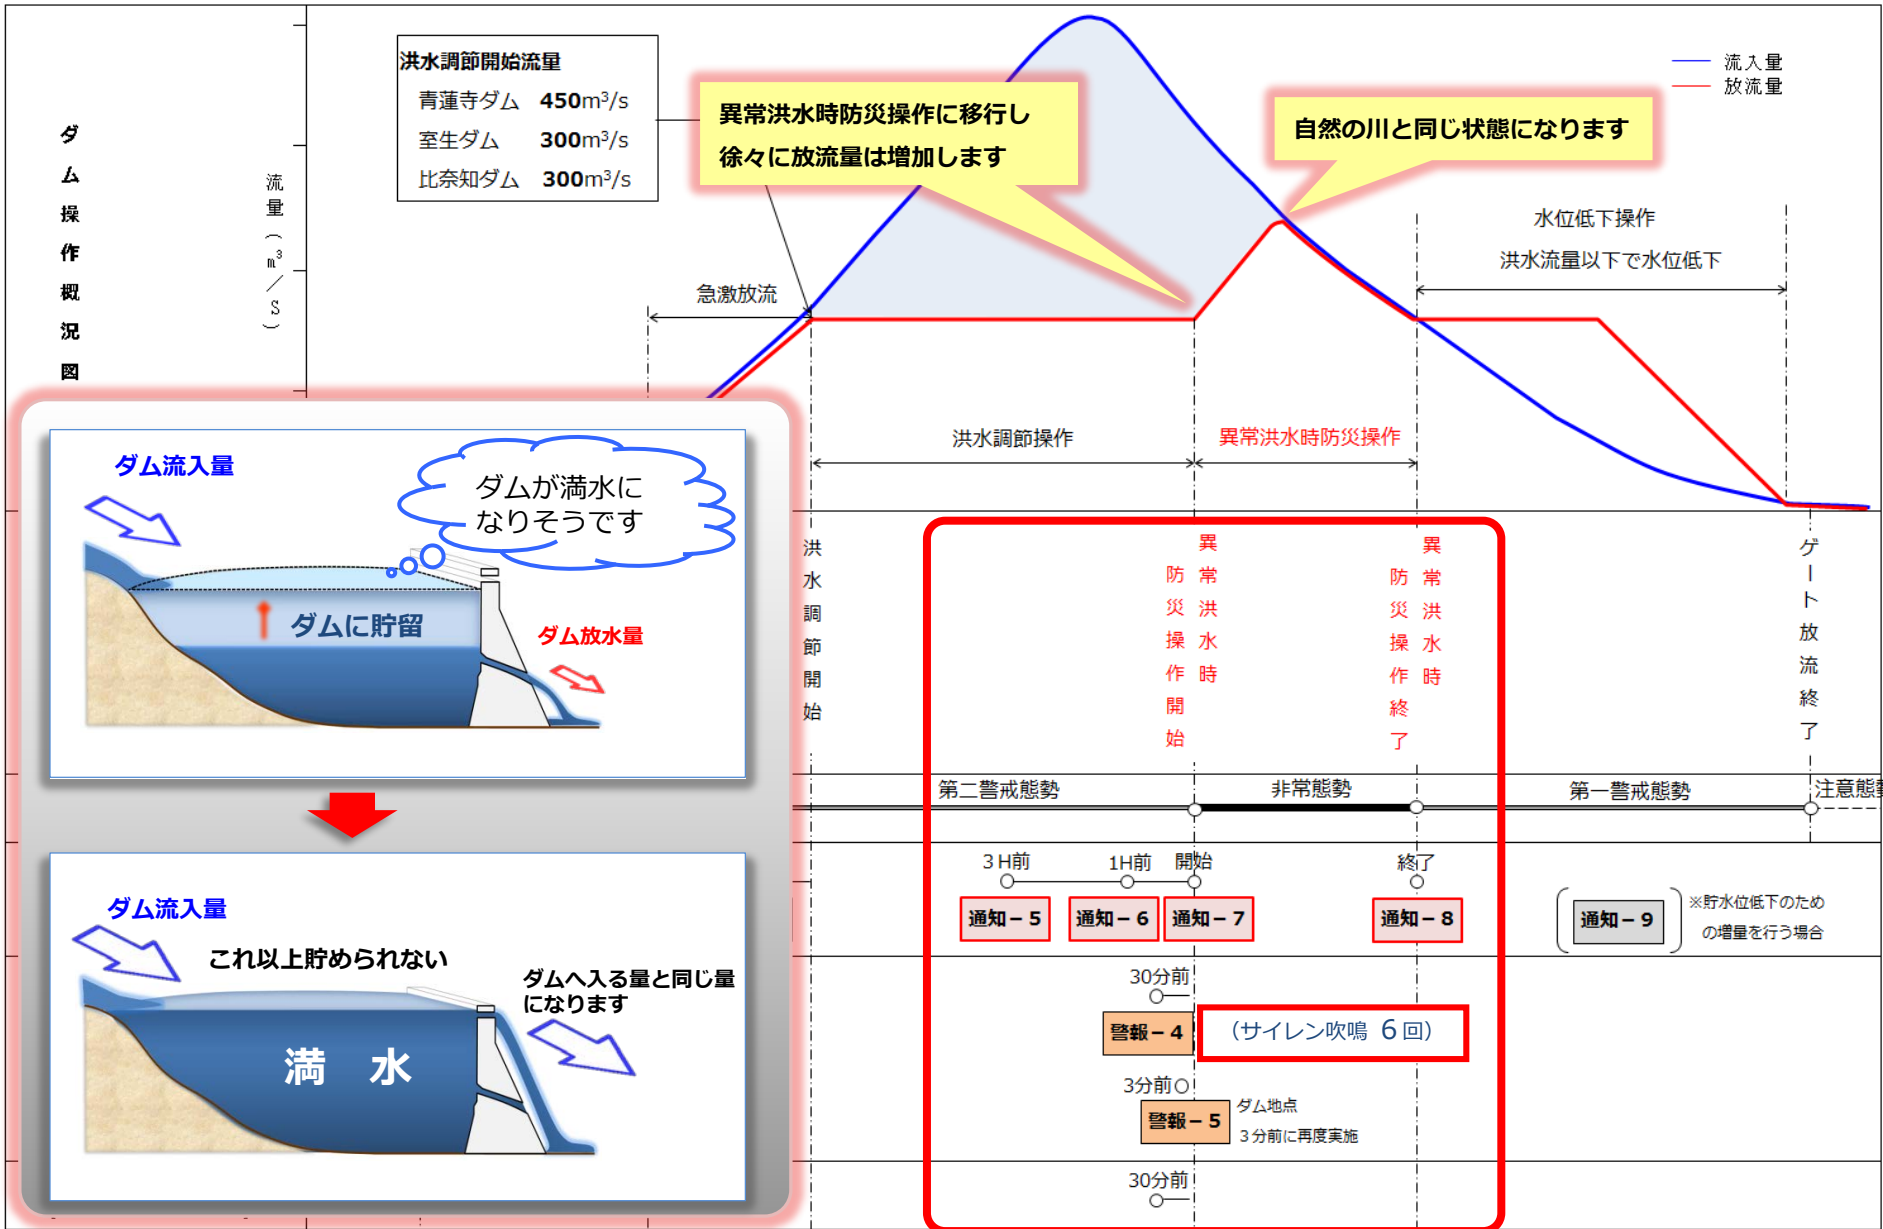 ダム操作概況図
流量(m³/S)
洪水調節開始流量
青蓮寺ダム 450m³/s
室生ダム 300m³/s
比奈知ダム 300m³/s
異常洪水時防災操作に移行し
徐々に放流量は増加します
自然の川と同じ状態になります
流入量
放流量
急激放流
水位低下操作
洪水流量以下で水位低下
洪水調節操作
異常洪水時防災操作
ダム流入量
ダムが満水に
なりそうです
ダムに貯留
ダム放水量
ダム流入量
これ以上貯められない
ダムへ入る量と同じ量
になります
満 水
洪水調節開始
異常洪水時
防災操作開始
異常洪水時
防災操作終了
ゲート放流終了
第二警戒態勢
非常態勢
第一警戒態勢
注意態勢
3H前
1H前
開始
終了
通知-5
通知-6
通知-7
通知-8
通知-9
※貯水位低下のため
の増量を行う場合
30分前
警報-4
(サイレン吹鳴 6回)
3分前
警報-5
ダム地点
3分前に再度実施
30分前